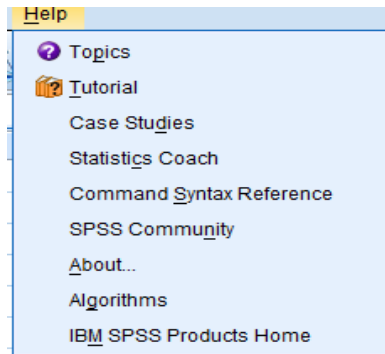 Help
Topics
Tutorial
Case Studies
Statistics Coach
Command Syntax Reference
SPSS Community
About...
Algorithms
IBM SPSS Products Home